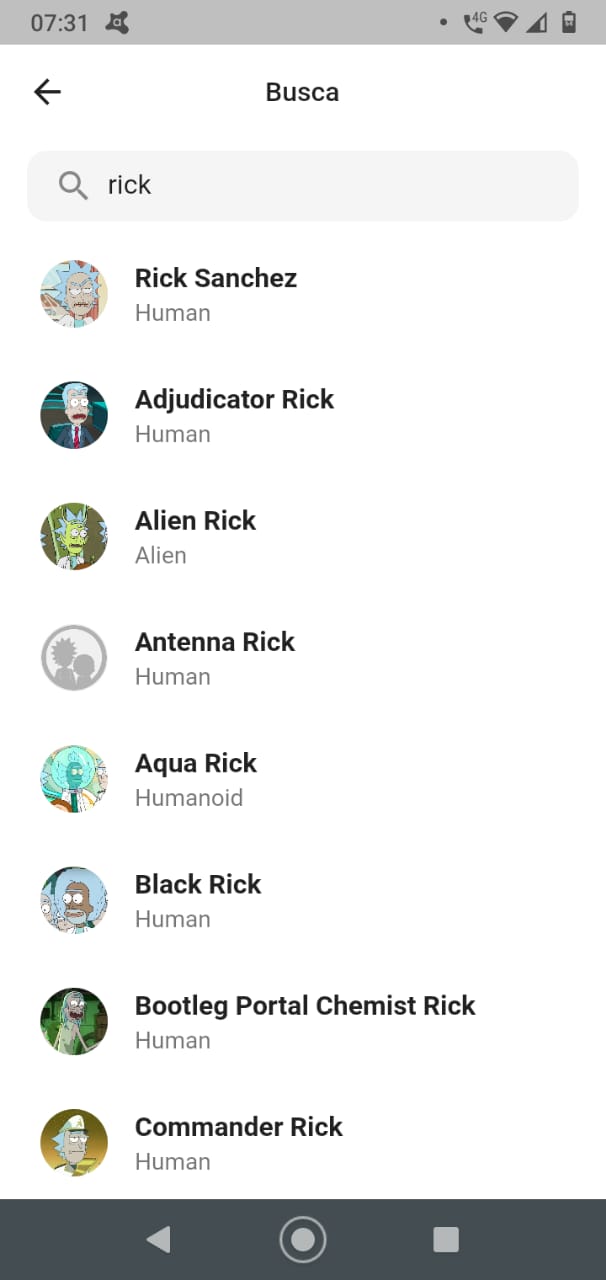 07:31
4G
Busca
rick
Rick Sanchez
Human
Adjudicator Rick
Human
Alien Rick
Alien
Antenna Rick
Human
Aqua Rick
Humanoid
Black Rick
Human
Bootleg Portal Chemist Rick
Human
Commander Rick
Human